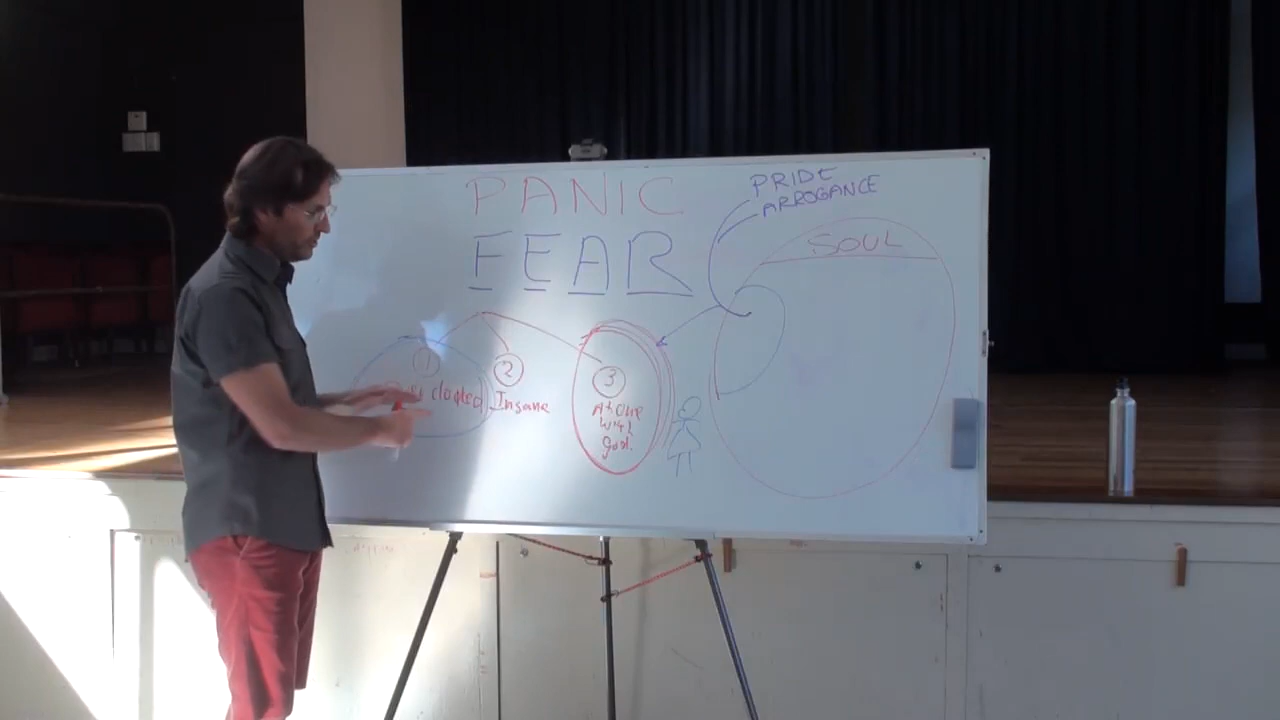 PANIC
PRIDE
ARROGANCE
FEAR
SOUL
1
2
3
Insane
At One
With
God.